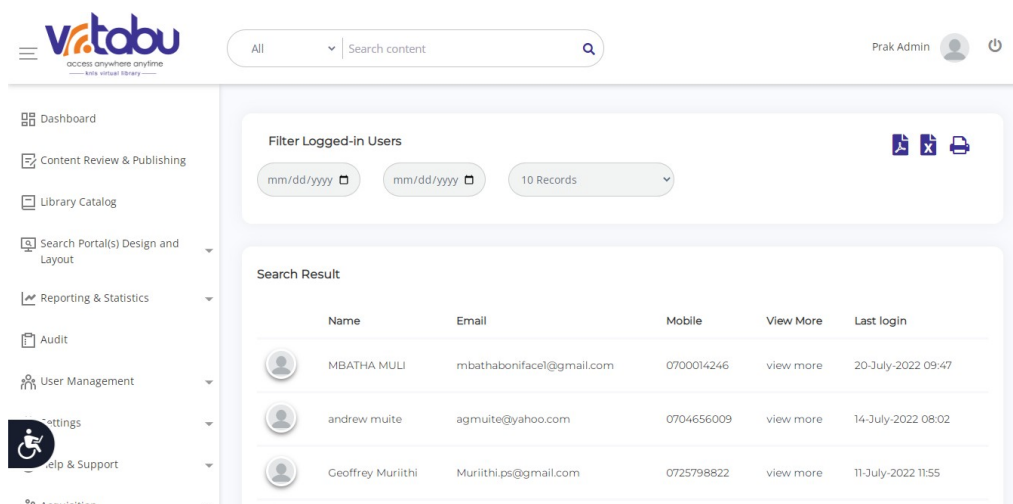 vrtabu
access anywhere anytime
knls virtual library
All
Search content
Prak Admin
Dashboard
Content Review & Publishing
Library Catalog
Search Portal(s) Design and
Layout
Reporting & Statistics
Audit
User Management
Settings
Help & Support
Acquisition
Filter Logged-in Users
mm/dd/yyyy mm/dd/yyyy 10 Records
Search Result
Name Email Mobile View More Last login
MBATHA MULI mbathaboniface1@gmail.com 0700014246 view more 20-July-2022 09:47
andrew muite agmuite@yahoo.com 0704656009 view more 14-July-2022 08:02
Geoffrey Muriithi Muriithi.ps@gmail.com 0725798822 view more 11-July-2022 11:55